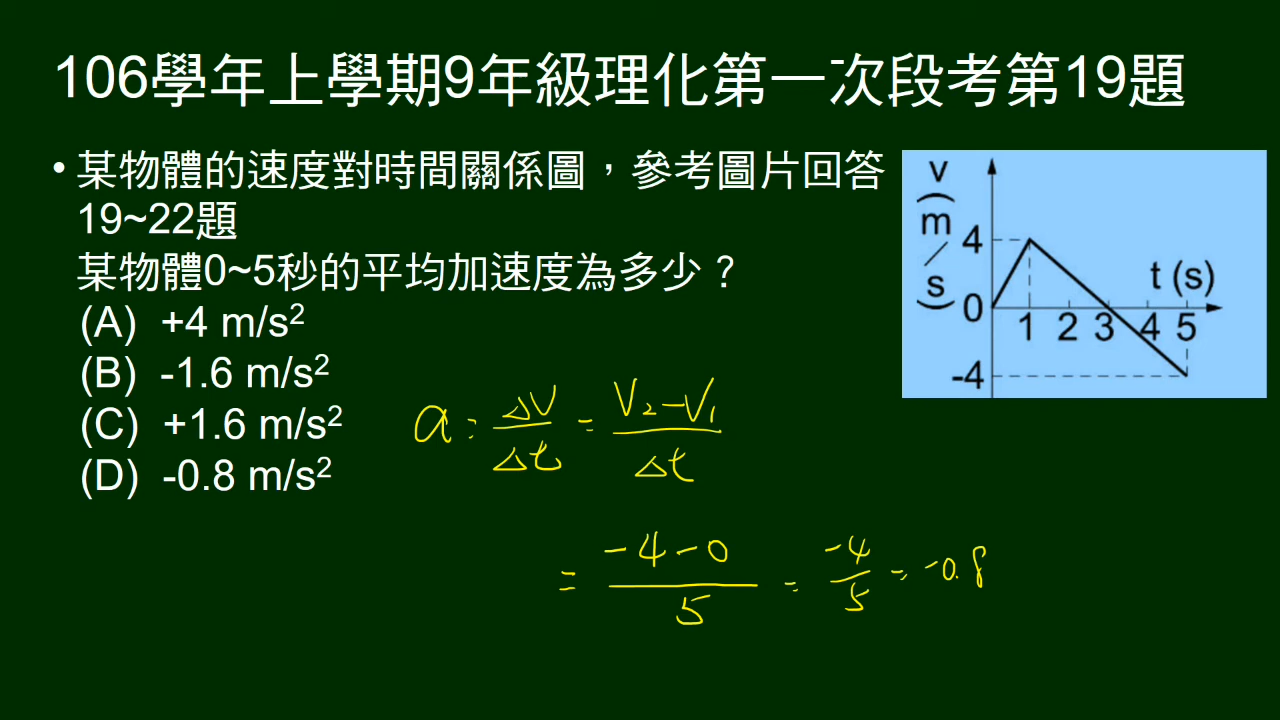 106學年上學期9年級理化第一次段考第19題
• 某物體的速度對時間關係圖，參考圖片回答
19~22題
某物體0~5秒的平均加速度為多少？
(A) +4 m/s²
(B) -1.6 m/s²
(C) +1.6 m/s²
(D) -0.8 m/s²
v(m/s)
4
t (s)
0
1 2 3 4 5
-4
a = ΔV/Δt = V₂-V₁/Δt
= -4-0/5 = -4/5 = -0.8